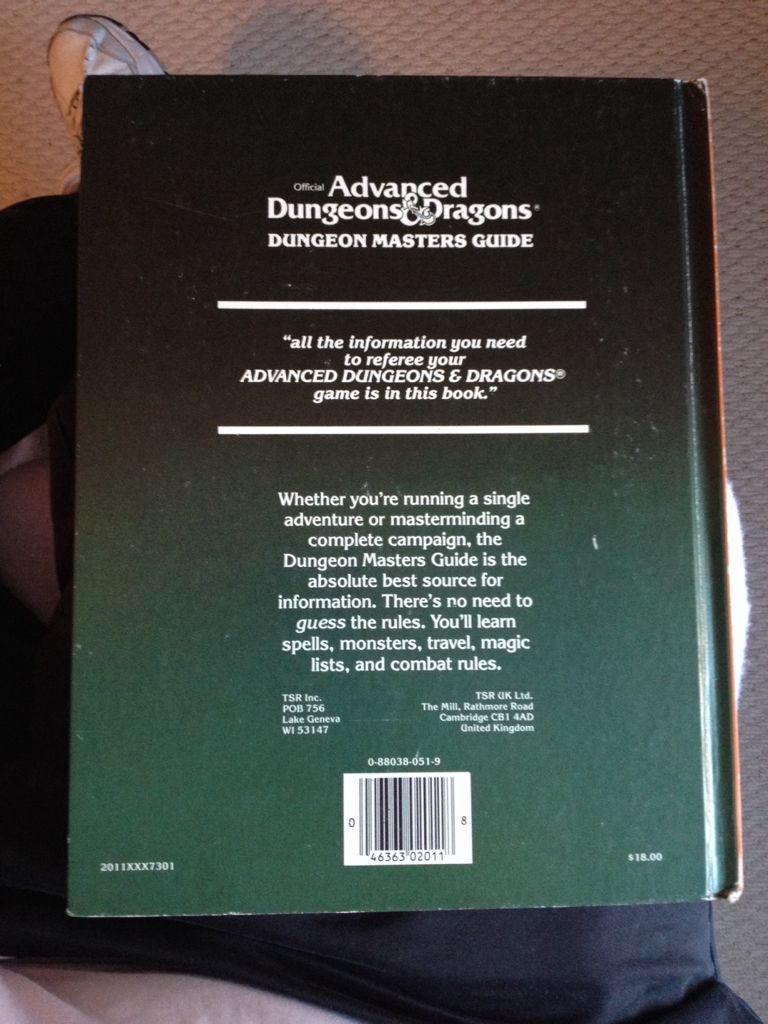 Official Advanced
Dungeons & Dragons®
DUNGEON MASTERS GUIDE
“all the information you need
to referee your
ADVANCED DUNGEONS & DRAGONS®
game is in this book.”
Whether you're running a single
adventure or masterminding a
complete campaign, the
Dungeon Masters Guide is the
absolute best source for
information. There's no need to
guess the rules. You'll learn
spells, monsters, travel, magic
lists, and combat rules.
TSR Inc.
POB 756
Lake Geneva
WI 53147
TSR UK Ltd.
The Mill, Rathmore Road
Cambridge CB1 4AD
United Kingdom
0-88038-051-9
0 46363 02011 8
2011XXX7301
$18.00